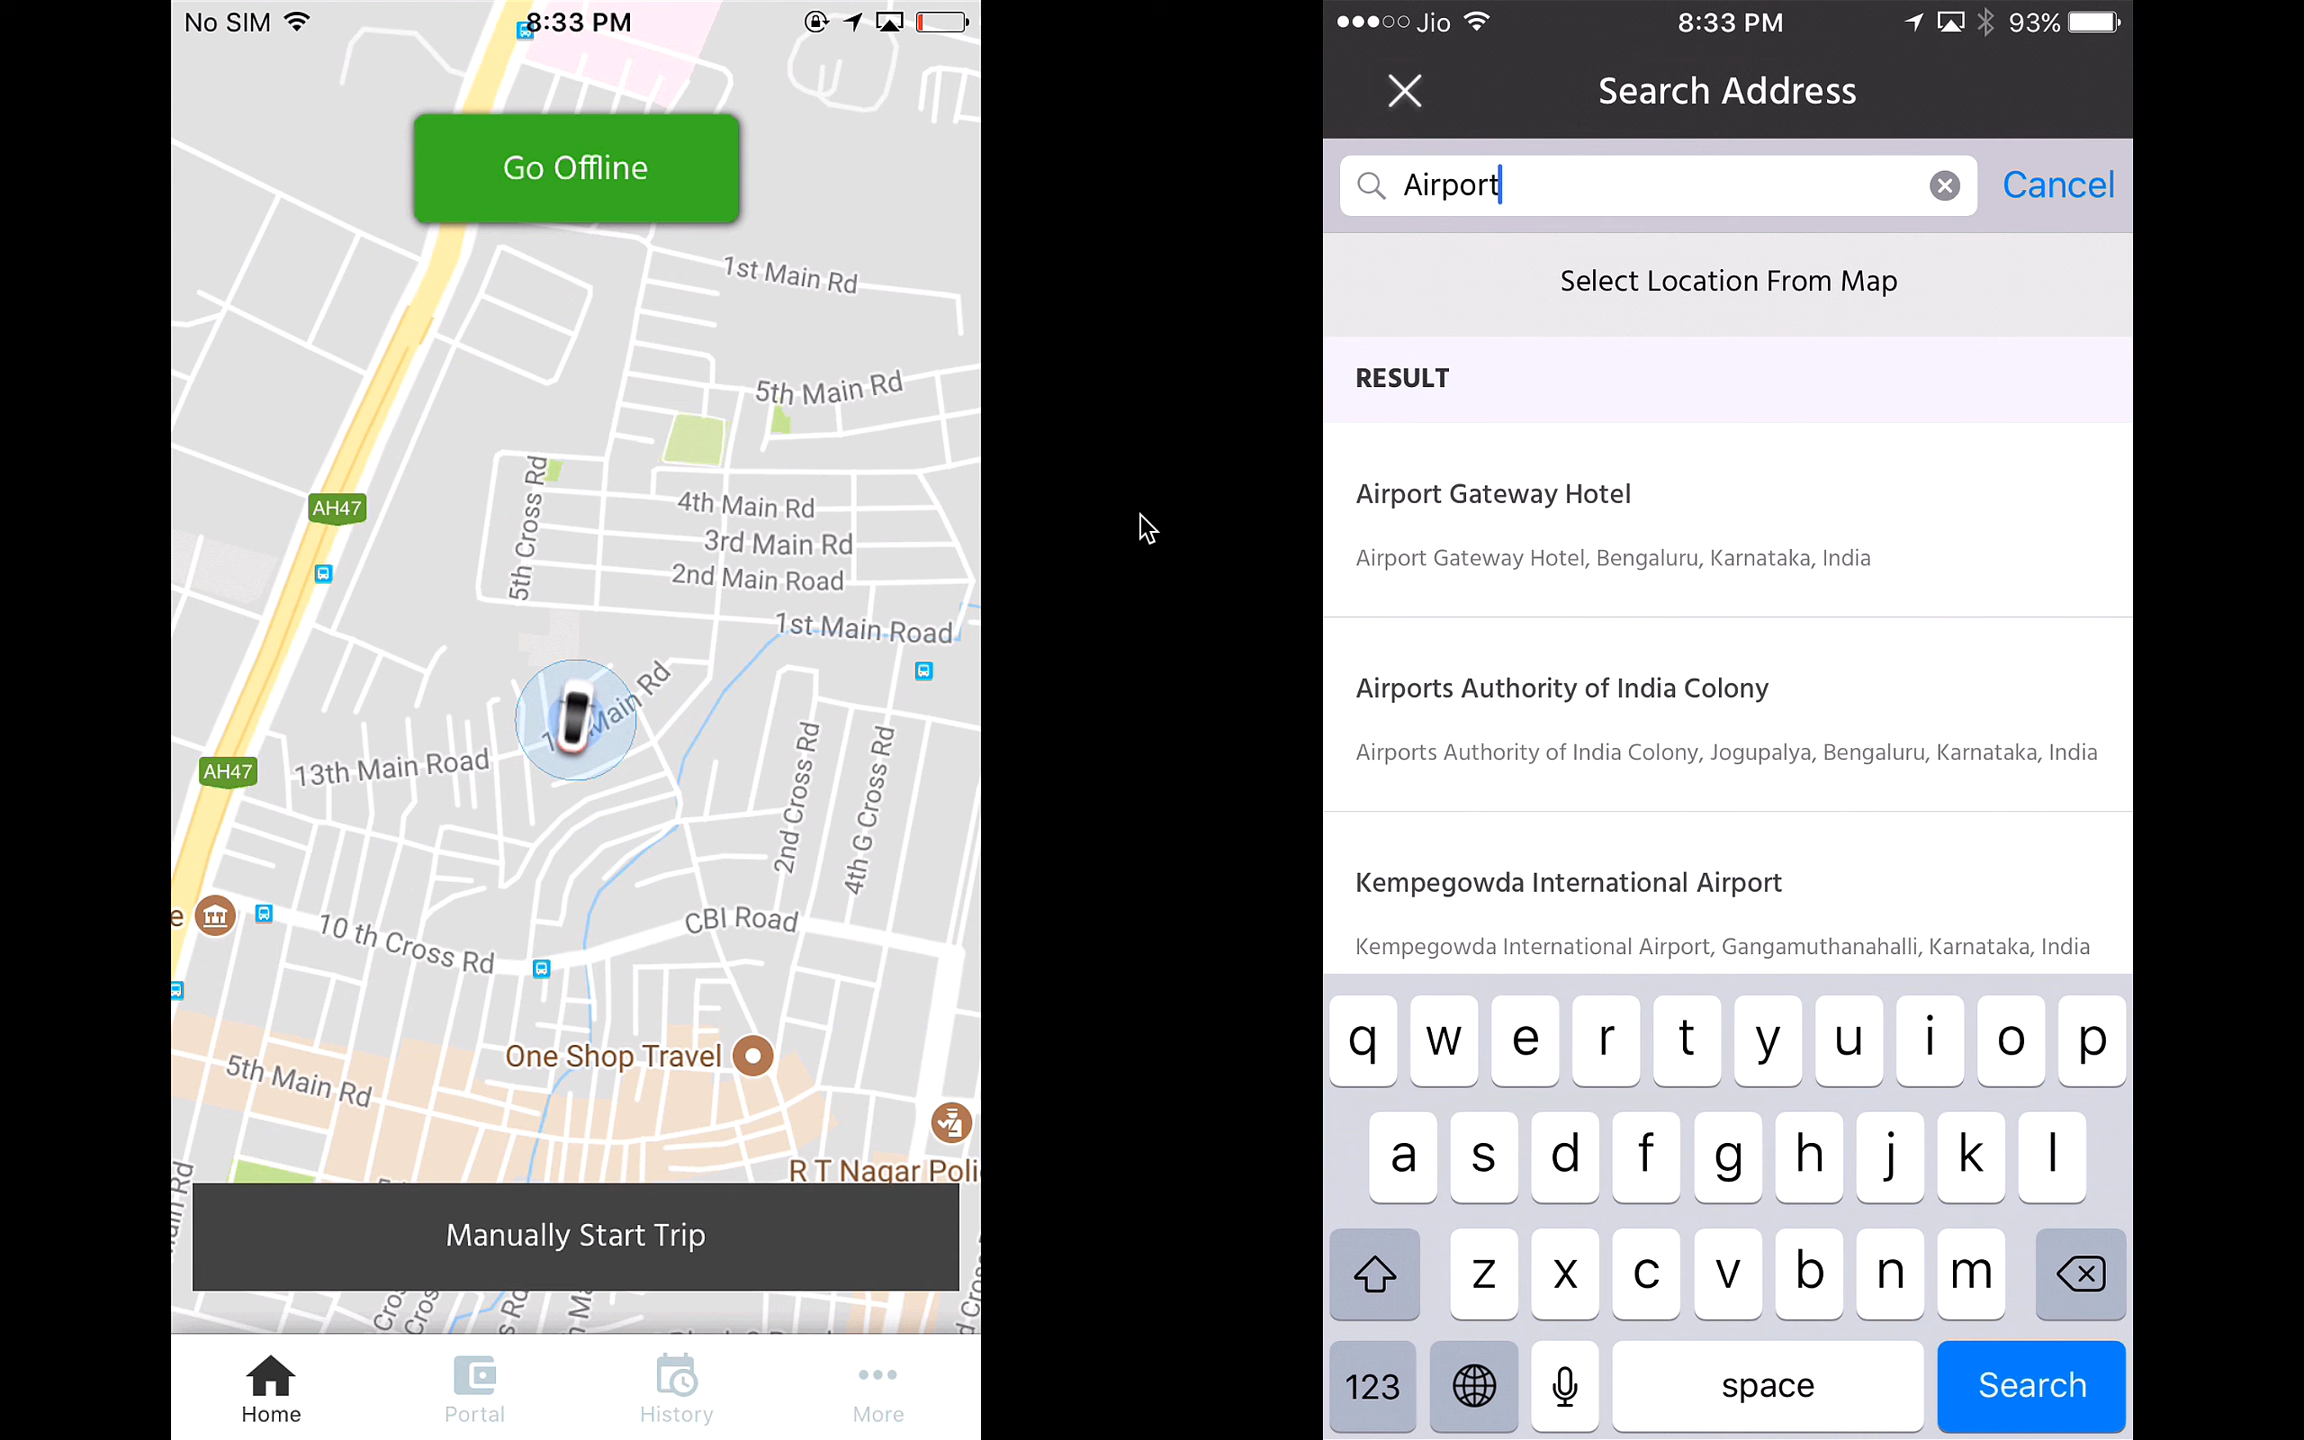 No SIM
8:33 PM
Go Offline
1st Main Rd
5th Main Rd
5th Cross Rd
4th Main Rd
3rd Main Rd
2nd Main Road
1st Main Road
AH47
Main Rd
13th Main Road
AH47
2nd Cross Rd
4th G Cross Rd
e
10 th Cross Rd
CBI Road
One Shop Travel
5th Main Rd
R T Nagar Poli
Manually Start Trip
Home
Portal
History
More
Jio
8:33 PM
93%
Search Address
Airport
Cancel
Select Location From Map
RESULT
Airport Gateway Hotel
Airport Gateway Hotel, Bengaluru, Karnataka, India
Airports Authority of India Colony
Airports Authority of India Colony, Jogupalya, Bengaluru, Karnataka, India
Kempegowda International Airport
Kempegowda International Airport, Gangamuthanahalli, Karnataka, India
q w e r t y u i o p
a s d f g h j k l
z x c v b n m
123 space Search